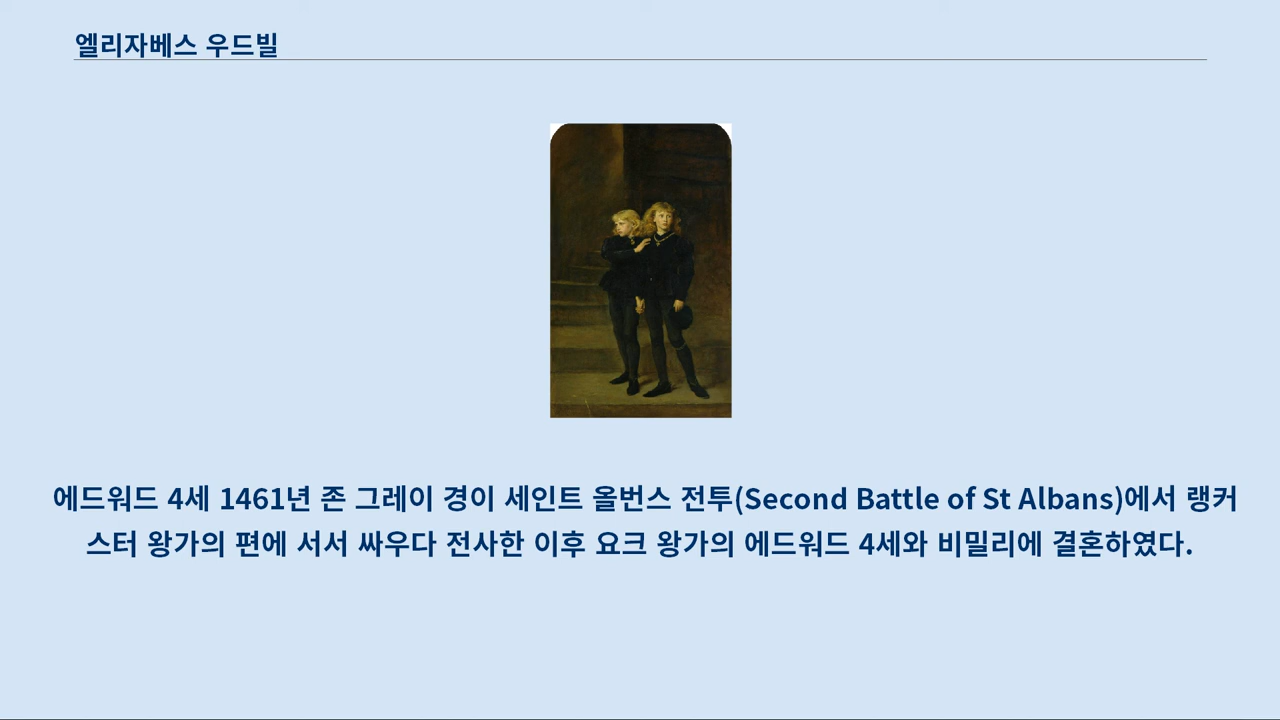 엘리자베스 우드빌
에드워드 4세 1461년 존 그레이 경이 세인트 올번스 전투(Second Battle of St Albans)에서 랭커
스터 왕가의 편에 서서 싸우다 전사한 이후 요크 왕가의 에드워드 4세와 비밀리에 결혼하였다.